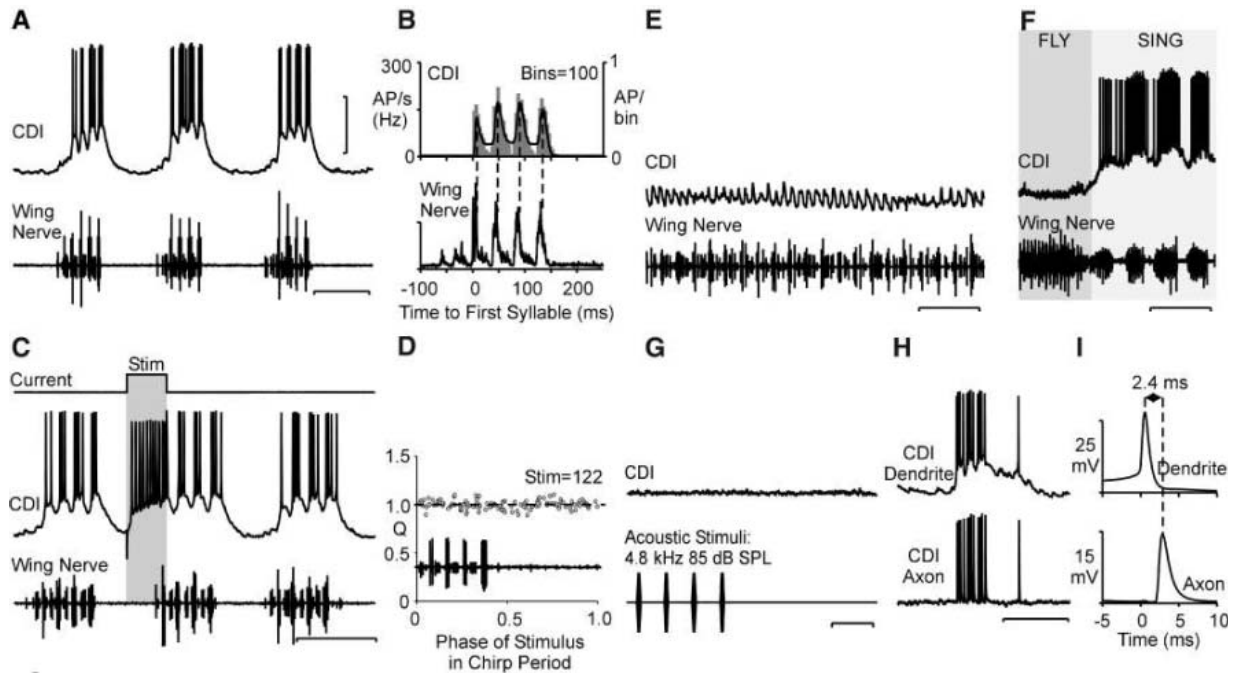 A
CDI
Wing
Nerve
B
300
AP/s
(Hz)
0
CDI
Bins=100
1
AP/
bin
0
Wing
Nerve
-100
0
100
200
Time to First Syllable (ms)
E
CDI
Wing Nerve
F
FLY
SING
CDI
Wing Nerve
C
Stim
Current
CDI
Wing Nerve
D
1.5
Stim=122
1.0
Q
0.5
0
0
0.5
1.0
Phase of Stimulus
in Chirp Period
G
CDI
Acoustic Stimuli:
4.8 kHz 85 dB SPL
H
CDI
Dendrite
CDI
Axon
I
2.4 ms
25
mV
Dendrite
15
mV
Axon
-5
0
5
10
Time (ms)